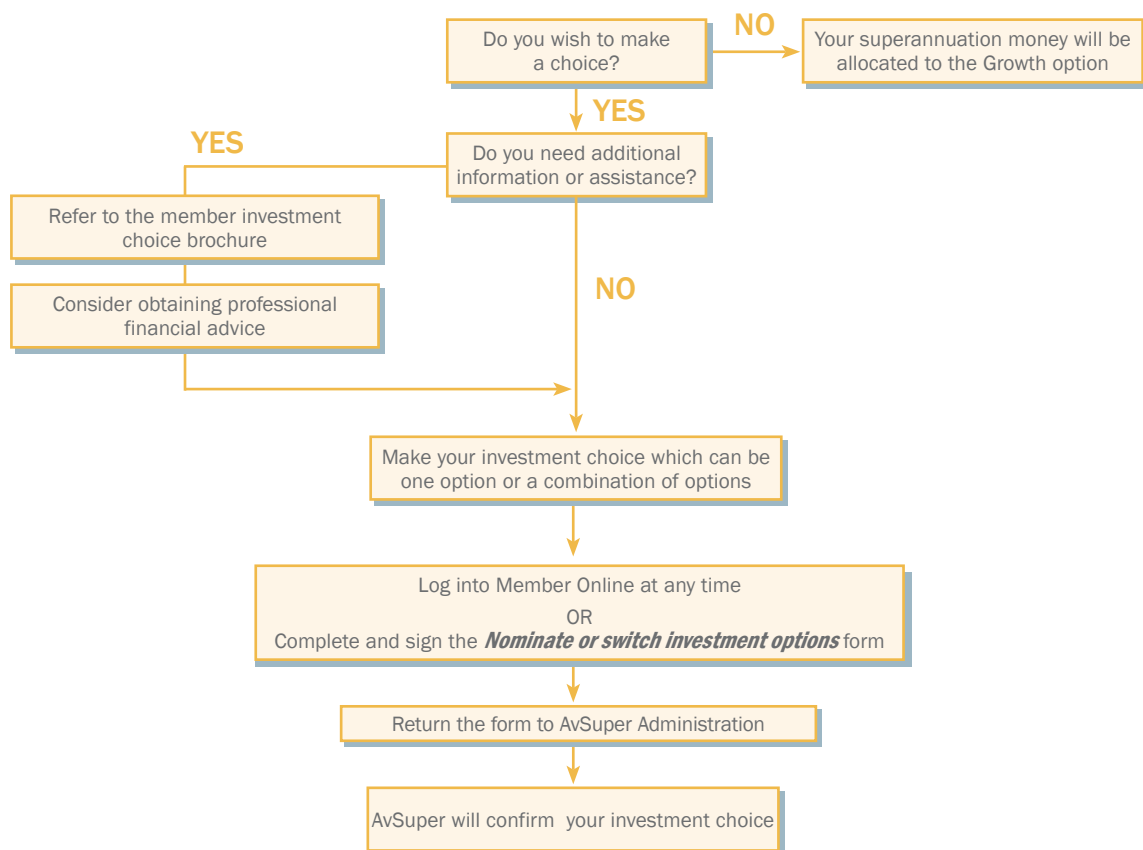 Do you wish to make
a choice?
NO
Your superannuation money will be
allocated to the Growth option
YES
Do you need additional
information or assistance?
YES
Refer to the member investment
choice brochure
Consider obtaining professional
financial advice
NO
Make your investment choice which can be
one option or a combination of options
Log into Member Online at any time
OR
Complete and sign the Nominate or switch investment options form
Return the form to AvSuper Administration
AvSuper will confirm your investment choice